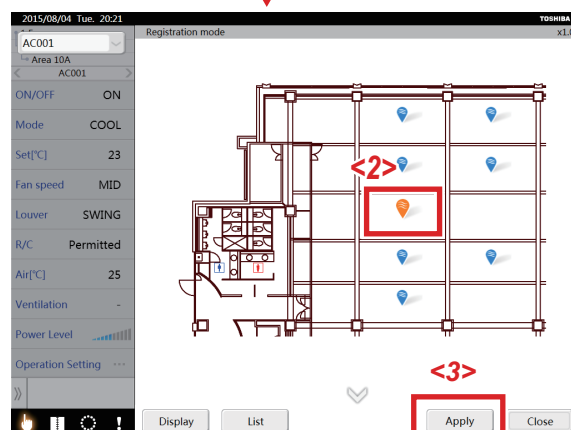 2015/08/04 Tue. 20:21
TOSHIBA
Registration mode
x1.0
AC001
Area 10A
AC001
ON/OFF ON
Mode COOL
Set[°C] 23
Fan speed MID
Louver SWING
R/C Permitted
Air[°C] 25
Ventilation -
Power Level
Operation Setting ...
<2>
<3>
Display
List
Apply
Close